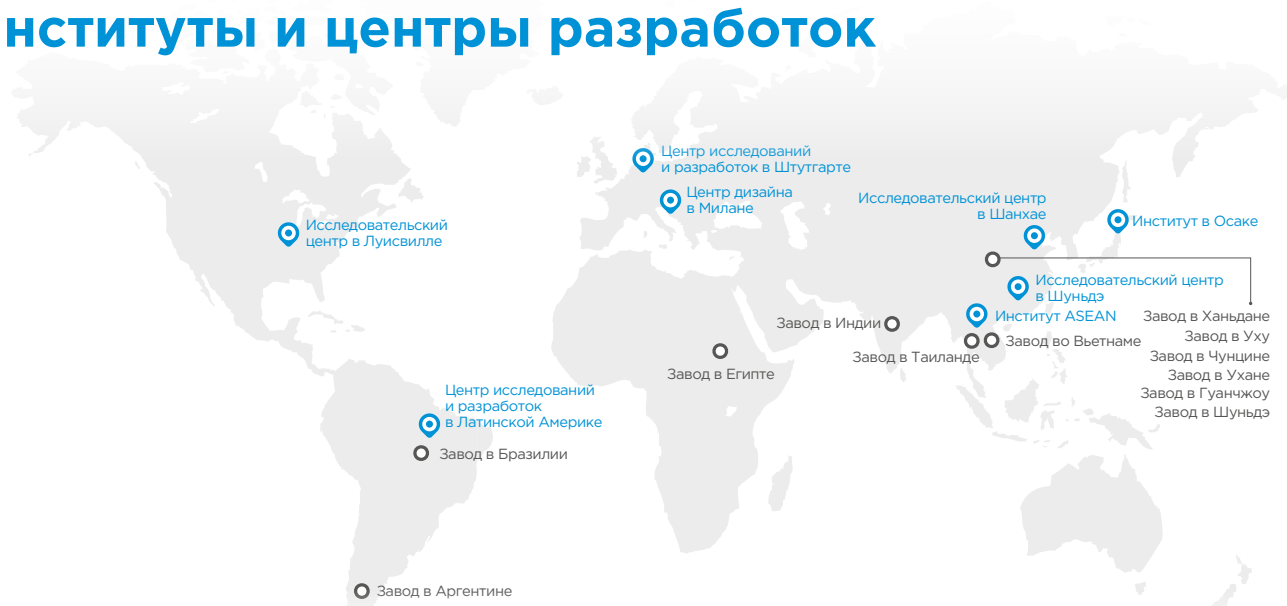 нституты и центры разработок
Центр исследований
и разработок в Штутгарте
Центр дизайна
в Милане
Исследовательский центр
в Шанхае
Институт в Осаке
Исследовательский
центр в Луисвилле
Исследовательский центр
в Шуньдэ
Институт ASEAN
Завод в Индии
Завод во Вьетнаме
Завод в Таиланде
Завод в Египте
Завод в Ханьдане
Завод в Уху
Завод в Чунцине
Завод в Ухане
Завод в Гуанчжоу
Завод в Шуньдэ
Центр исследований
и разработок
в Латинской Америке
Завод в Бразилии
Завод в Аргентине